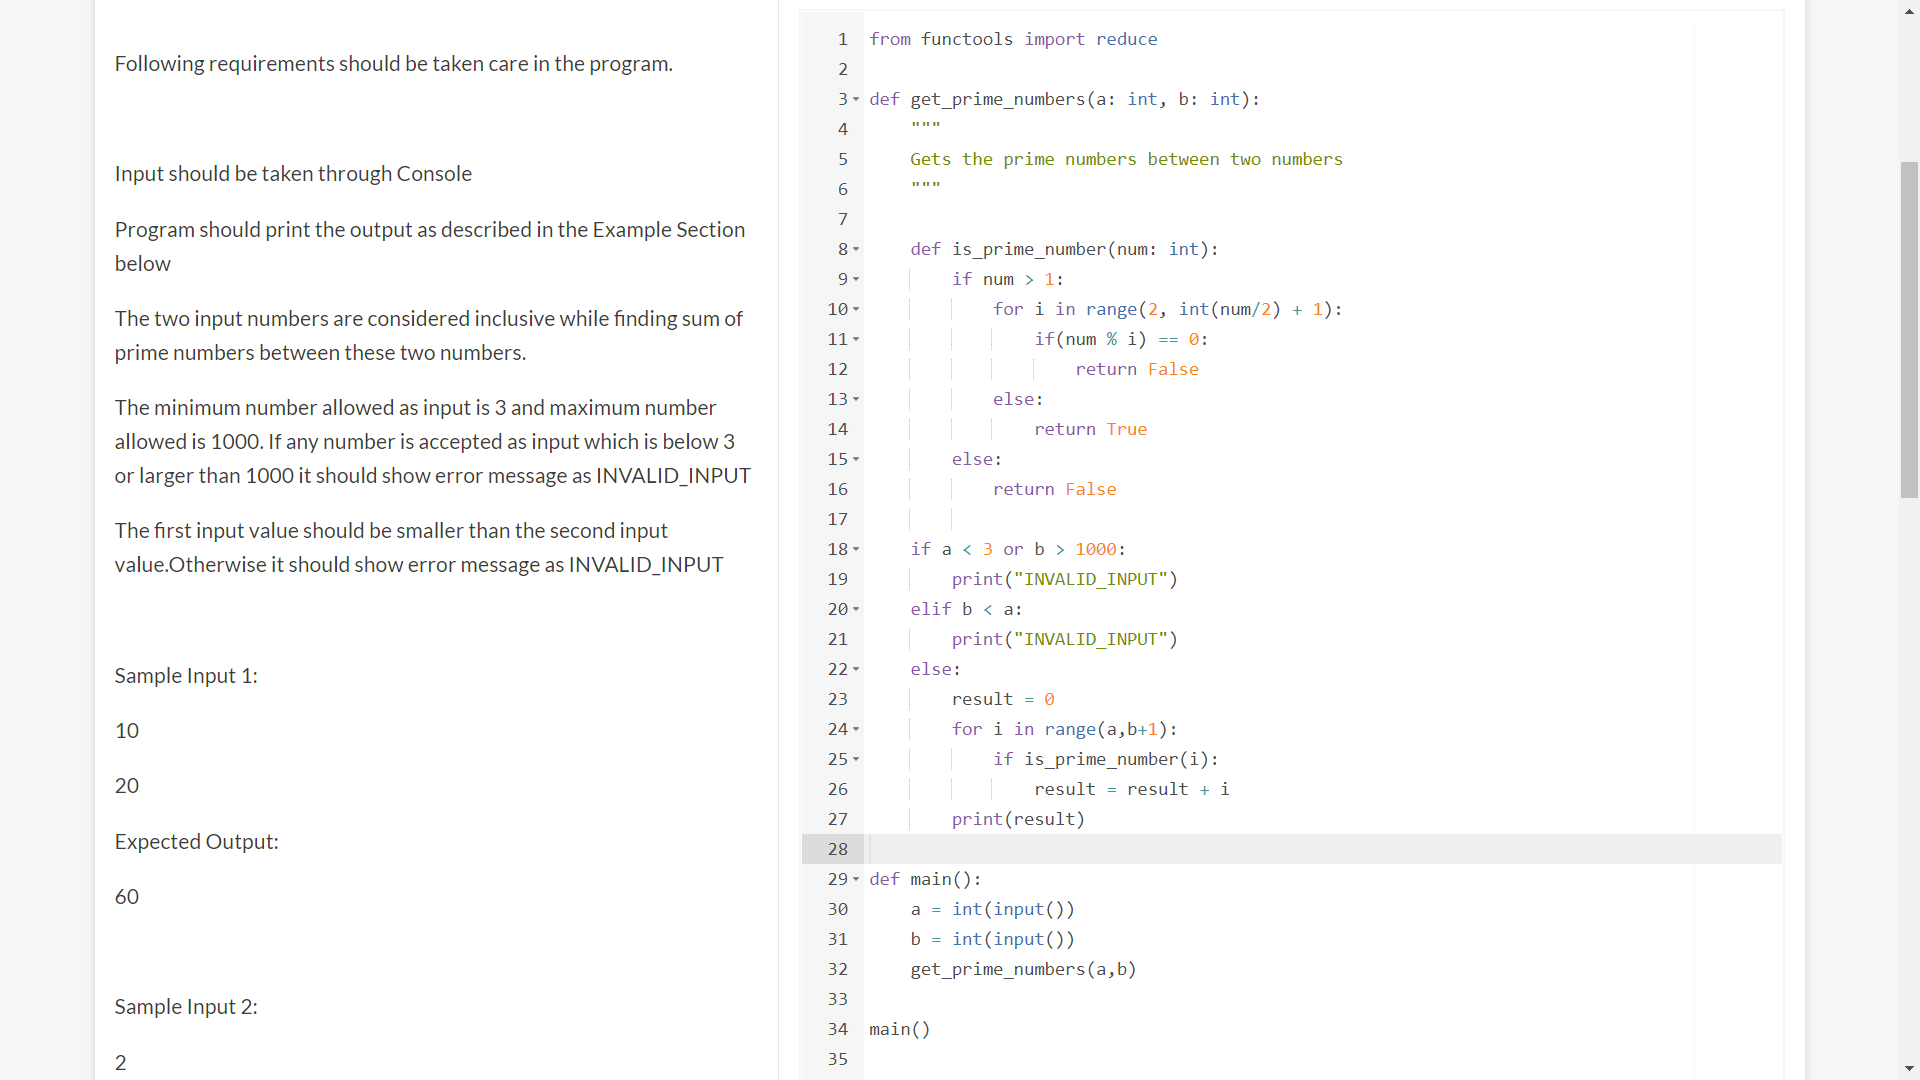 Following requirements should be taken care in the program.
Input should be taken through Console
Program should print the output as described in the Example Section
below
The two input numbers are considered inclusive while finding sum of
prime numbers between these two numbers.
The minimum number allowed as input is 3 and maximum number
allowed is 1000. If any number is accepted as input which is below 3
or larger than 1000 it should show error message as INVALID_INPUT
The first input value should be smaller than the second input
value.Otherwise it should show error message as INVALID_INPUT
Sample Input 1:
10
20
Expected Output:
60
Sample Input 2:
2
1 from functools import reduce
2
3 def get_prime_numbers(a: int, b: int):
4     """
5     Gets the prime numbers between two numbers
6     """
7
8     def is_prime_number(num: int):
9         if num > 1:
10             for i in range(2, int(num/2) + 1):
11                 if(num % i) == 0:
12                     return False
13             else:
14                 return True
15         else:
16             return False
17
18     if a < 3 or b > 1000:
19         print("INVALID_INPUT")
20     elif b < a:
21         print("INVALID_INPUT")
22     else:
23         result = 0
24         for i in range(a,b+1):
25             if is_prime_number(i):
26                 result = result + i
27         print(result)
28
29 def main():
30     a = int(input())
31     b = int(input())
32     get_prime_numbers(a,b)
33
34 main()
35